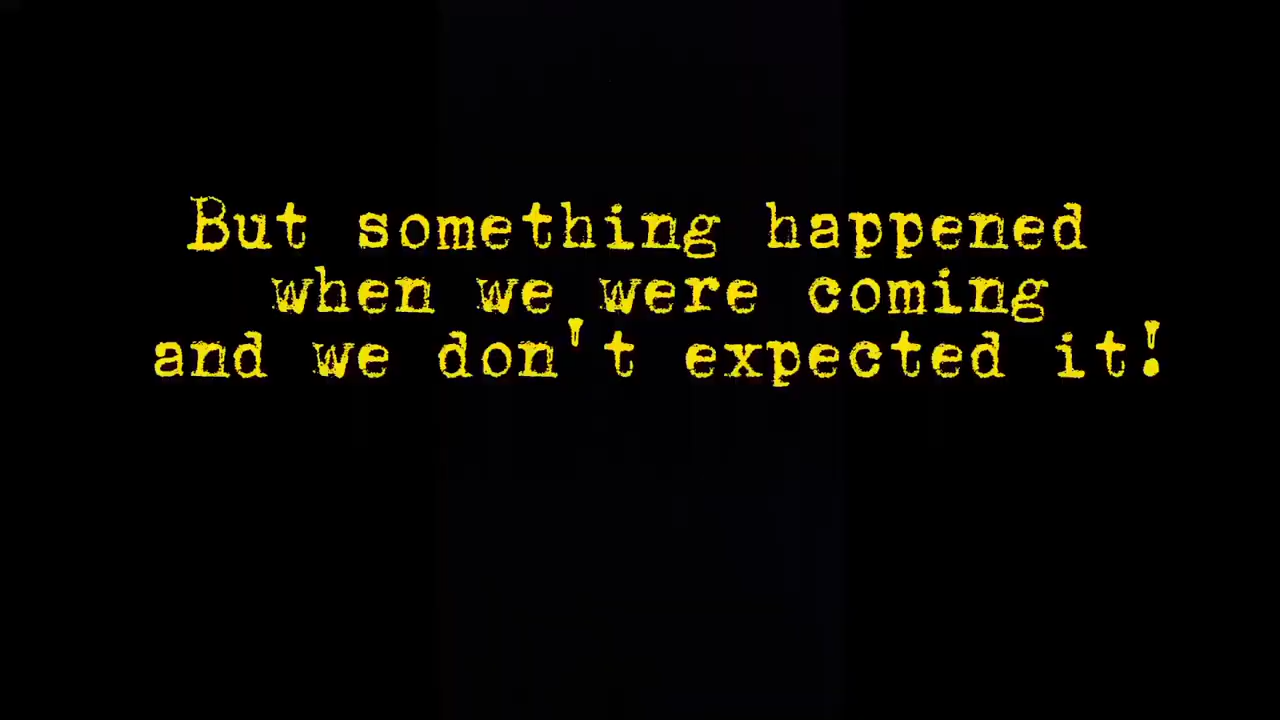 But something happened
when we were coming
and we don't expected it!